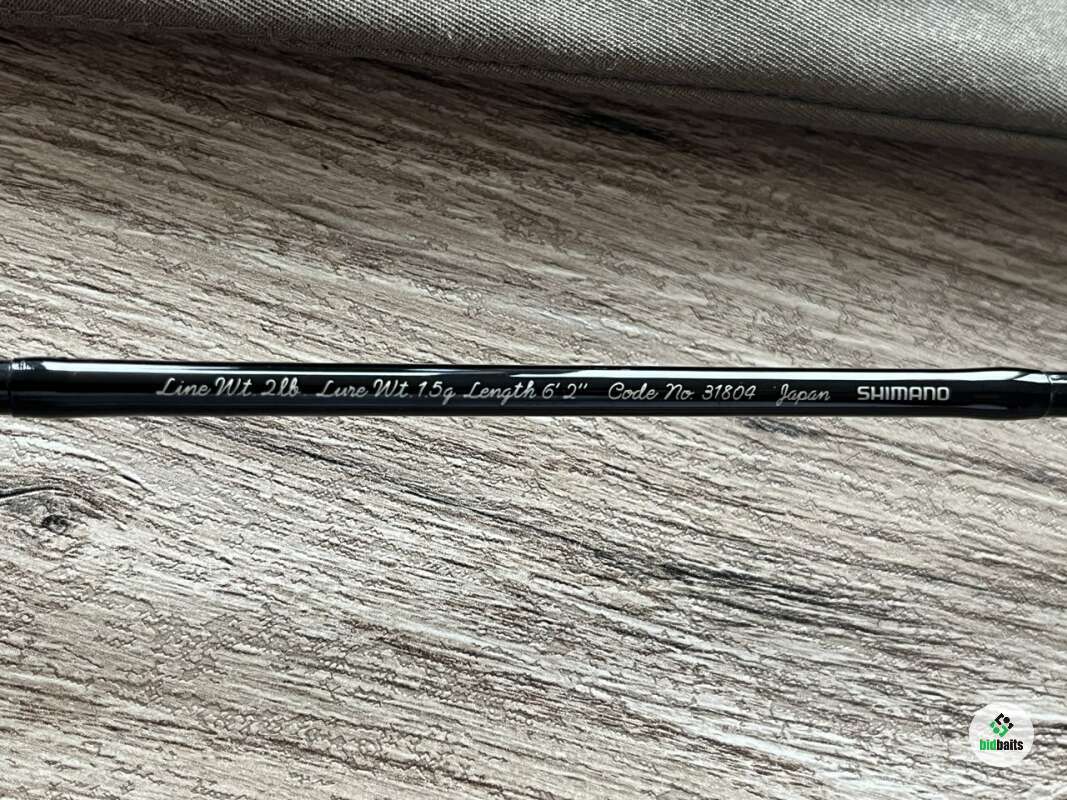 Line Wt. 2lb Lure Wt. 1.5g Length 6' 2" Code No. 31804 Japan SHIMANO
bidbaits